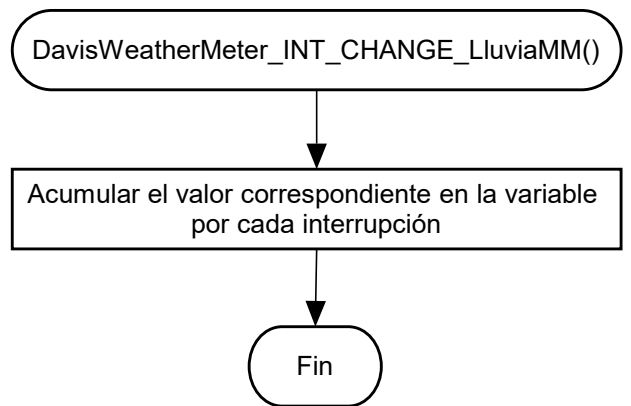 DavisWeatherMeter_INT_CHANGE_LluviaMM()
Acumular el valor correspondiente en la variable
por cada interrupción
Fin